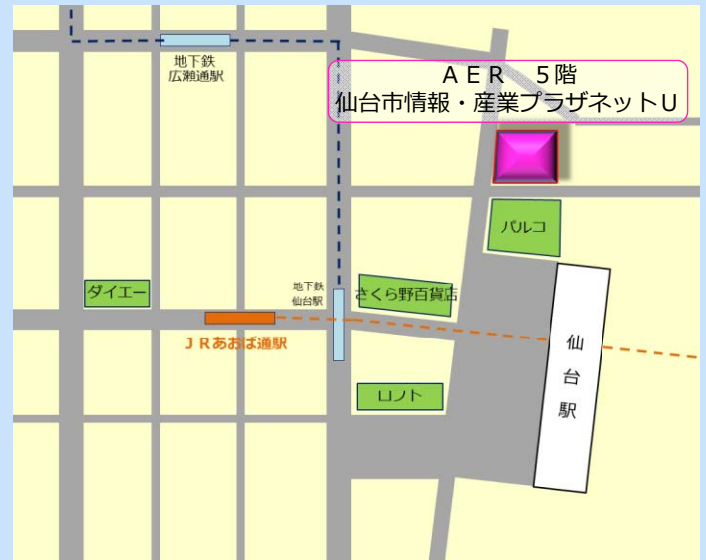 地下鉄
広瀬通駅
ＡＥＲ　５階
仙台市情報・産業プラザネットＵ
パルコ
ダイエー
地下鉄
仙台駅
さくら野百貨店
ＪＲあおば通駅
仙台駅
ロフト